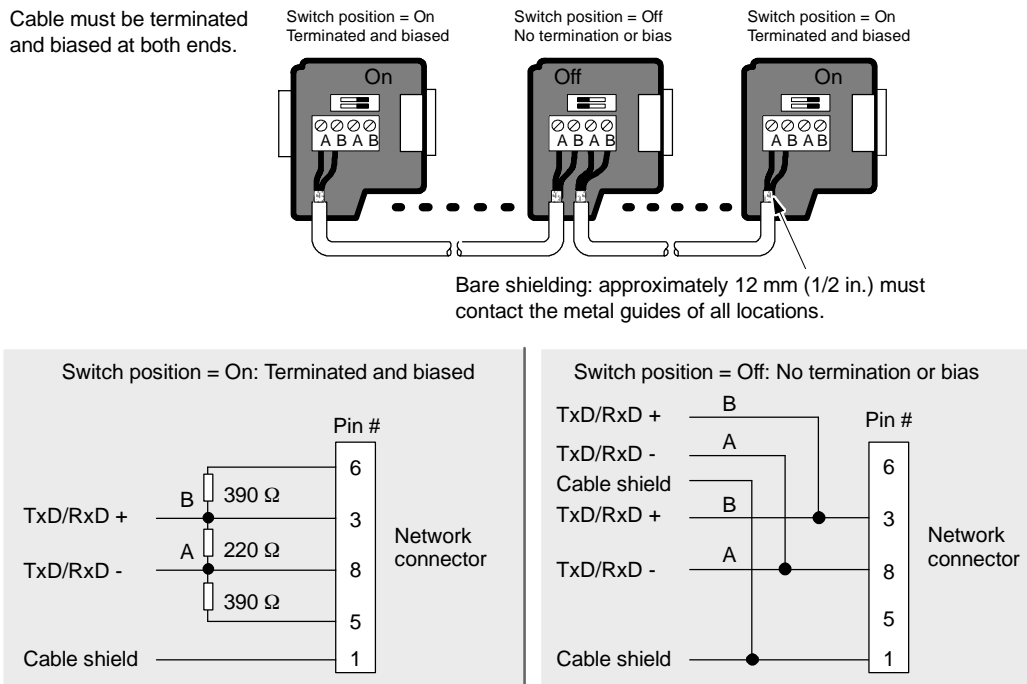 Cable must be terminated
and biased at both ends.
Switch position = On
Terminated and biased
Switch position = Off
No termination or bias
Switch position = On
Terminated and biased
On
Off
On
A B A B
A B A B
A B A B
Bare shielding: approximately 12 mm (1/2 in.) must
contact the metal guides of all locations.
Switch position = On: Terminated and biased
Pin #
6
390 Ω
B
TxD/RxD +
3
220 Ω
A
TxD/RxD -
8
390 Ω
5
Cable shield
1
Network
connector
Switch position = Off: No termination or bias
TxD/RxD +
B
Pin #
TxD/RxD -
A
6
Cable shield
TxD/RxD +
B
3
TxD/RxD -
A
8
5
Cable shield
1
Network
connector